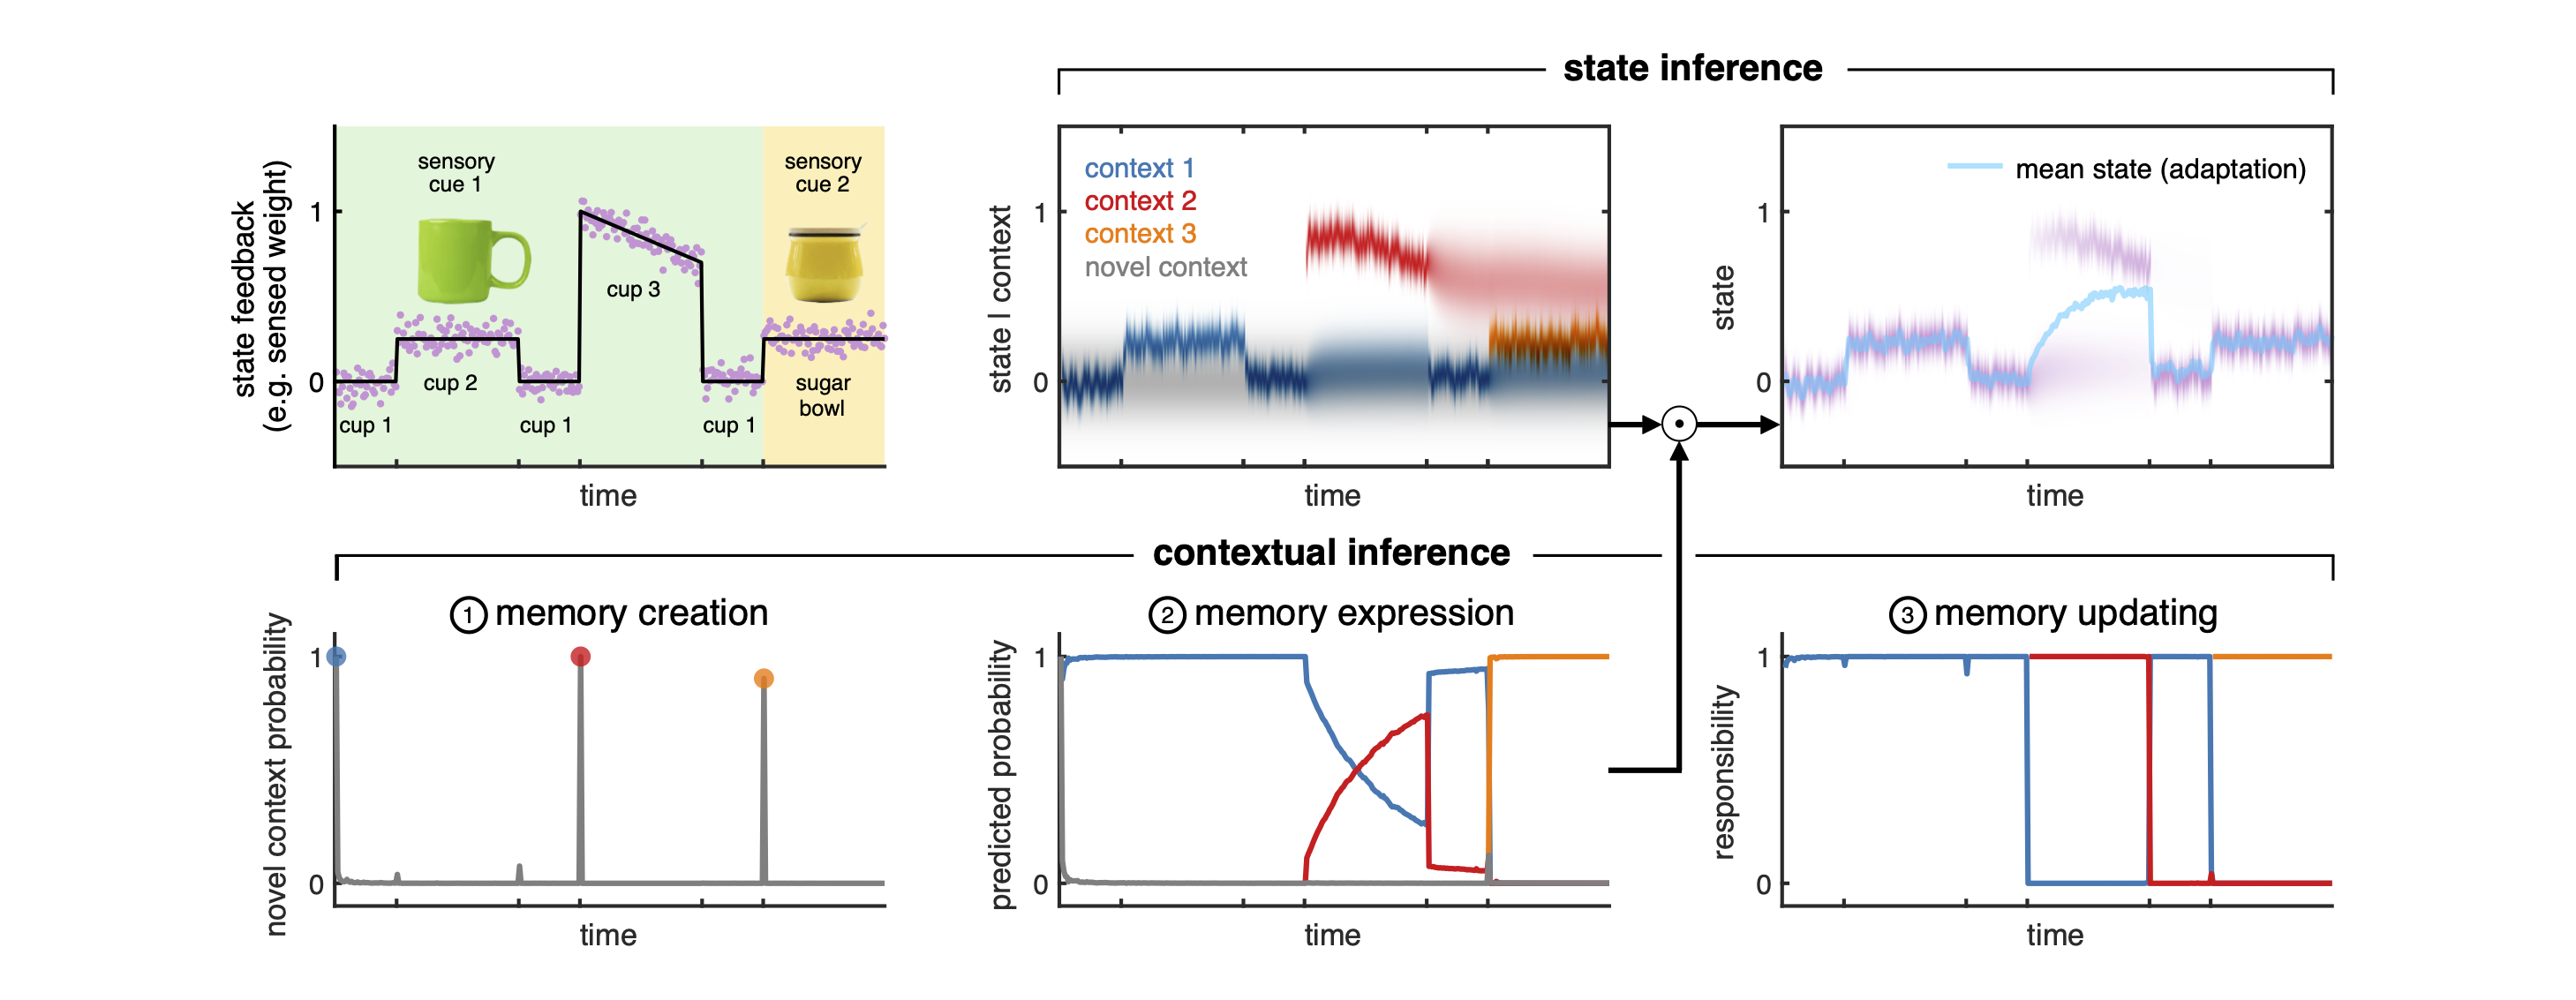 state inference
state feedback
(e.g. sensed weight)
1
0
sensory
cue 1
sensory
cue 2
cup 3
cup 2
sugar
bowl
cup 1
cup 1
cup 1
time
state | context
1
0
context 1
context 2
context 3
novel context
time
state
1
0
mean state (adaptation)
time
contextual inference
1 memory creation
novel context probability
1
0
time
2 memory expression
predicted probability
1
0
time
3 memory updating
responsibility
1
0
time